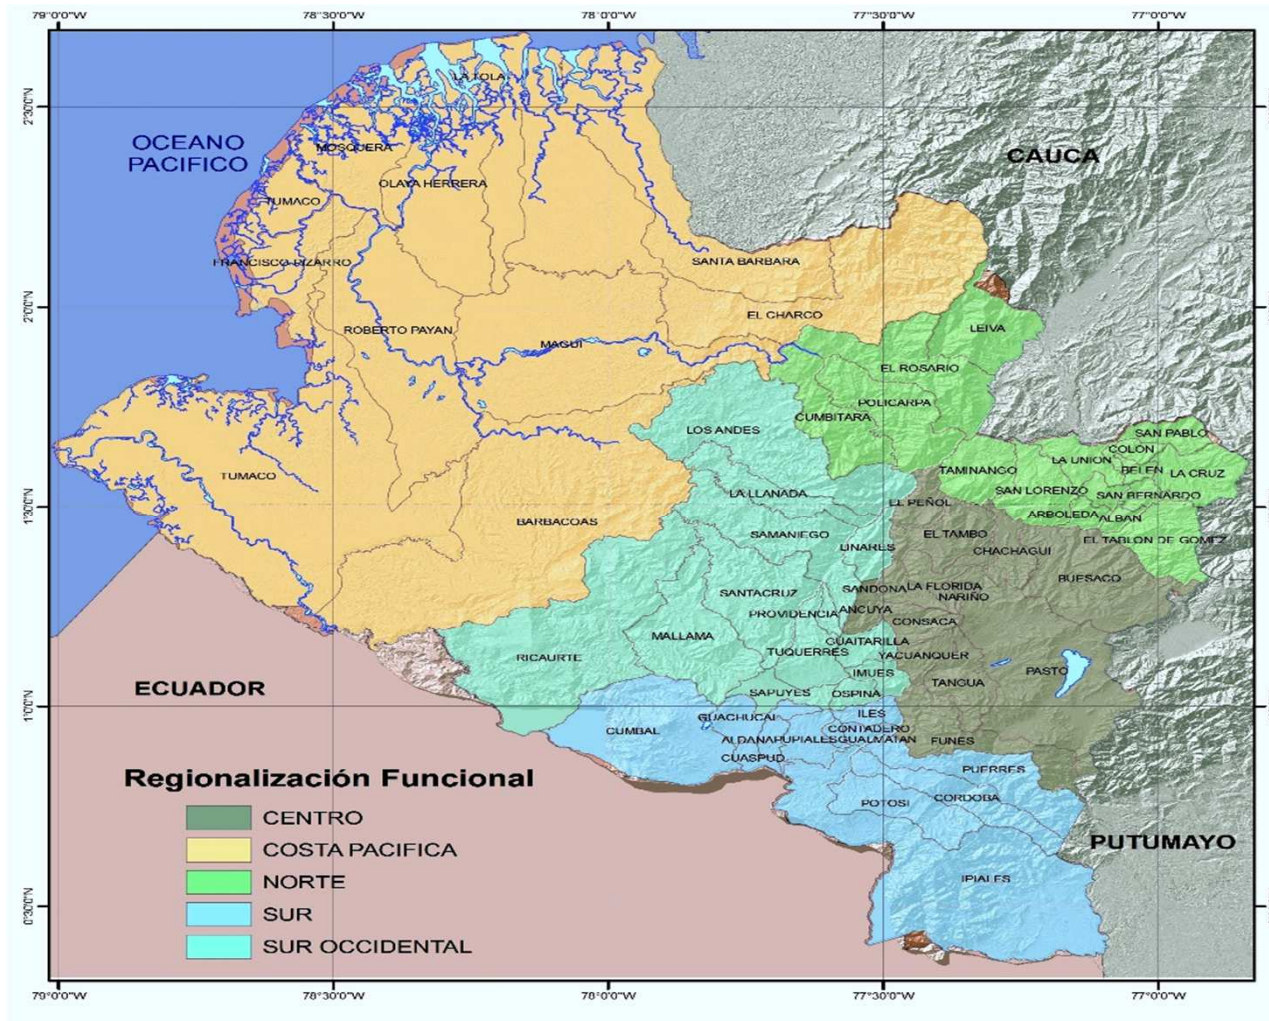 79°0'0"W 78°30'0"W 78°0'0"W 77°30'0"W 77°0'0"W
2°30'0"N
2°0'0"N
1°30'0"N
1°0'0"N
0°30'0"N
OCEANO
PACIFICO
CAUCA
LA TOLA
MOSQUERA
OLAYA HERRERA
TUMACO
FRANCISCO PIZARRO
SANTA BARBARA
EL CHARCO
ROBERTO PAYAN
MAGUI
LEIVA
EL ROSARIO
POLICARPA
CUMBITARA
LOS ANDES
SAN PABLO
COLON
LA UNION
BELEN
LA CRUZ
TAMINANGO
SAN LORENZO
SAN BERNARDO
ARBOLEDA
ALBAN
EL TABLON DE GOMEZ
TUMACO
LA LLANADA
EL PEÑOL
BARBACOAS
SAMANIEGO
EL TAMBO
LINARES
CHACHAGUI
BUESACO
SANTACRUZ
SANDONA
LA FLORIDA
NARIÑO
PROVIDENCIA
ANCUYA
CONSACA
MALLAMA
GUAITARILLA
TUQUERRES
YACUANQUER
RICAURTE
IMUES
PASTO
TANGUA
SAPUYES
OSPINA
ECUADOR
ILES
GUACHUCAL
CUMBAL
CONTADERO
ALDANA
PUPIALES
GUALMATAN
FUNES
CUASPUD
PUERRES
POTOSI
CORDOBA
PUTUMAYO
IPIALES
Regionalización Funcional
CENTRO
COSTA PACIFICA
NORTE
SUR
SUR OCCIDENTAL
79°0'0"W 78°30'0"W 78°0'0"W 77°30'0"W 77°0'0"W